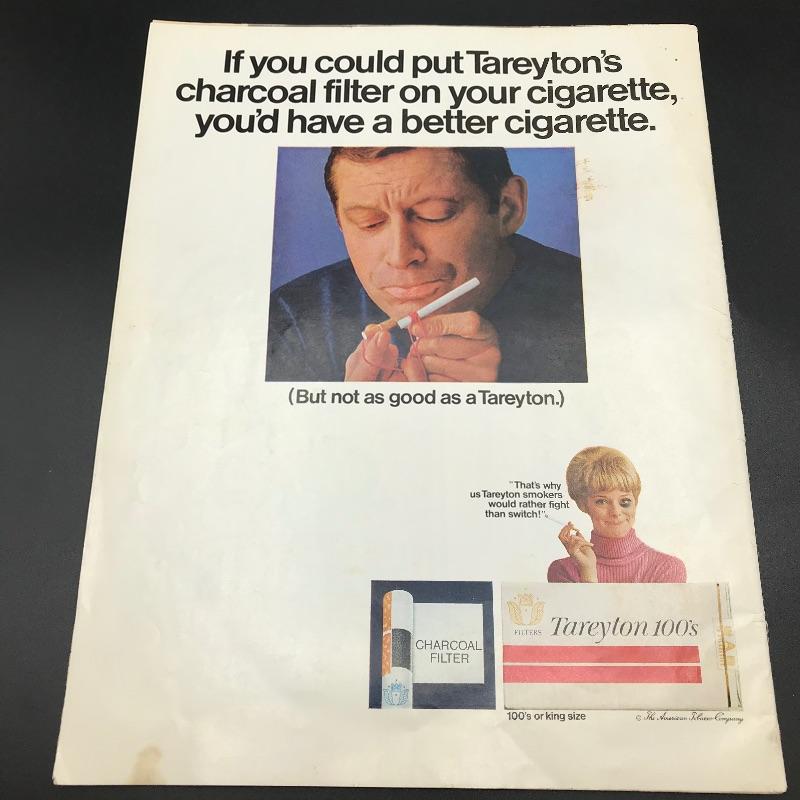 If you could put Tareyton's
charcoal filter on your cigarette,
you'd have a better cigarette.
(But not as good as a Tareyton.)
"That's why
us Tareyton smokers
would rather fight
than switch!"
CHARCOAL
FILTER
FILTERS
Tareyton 100's
100's or king size
© The American Tobacco Company